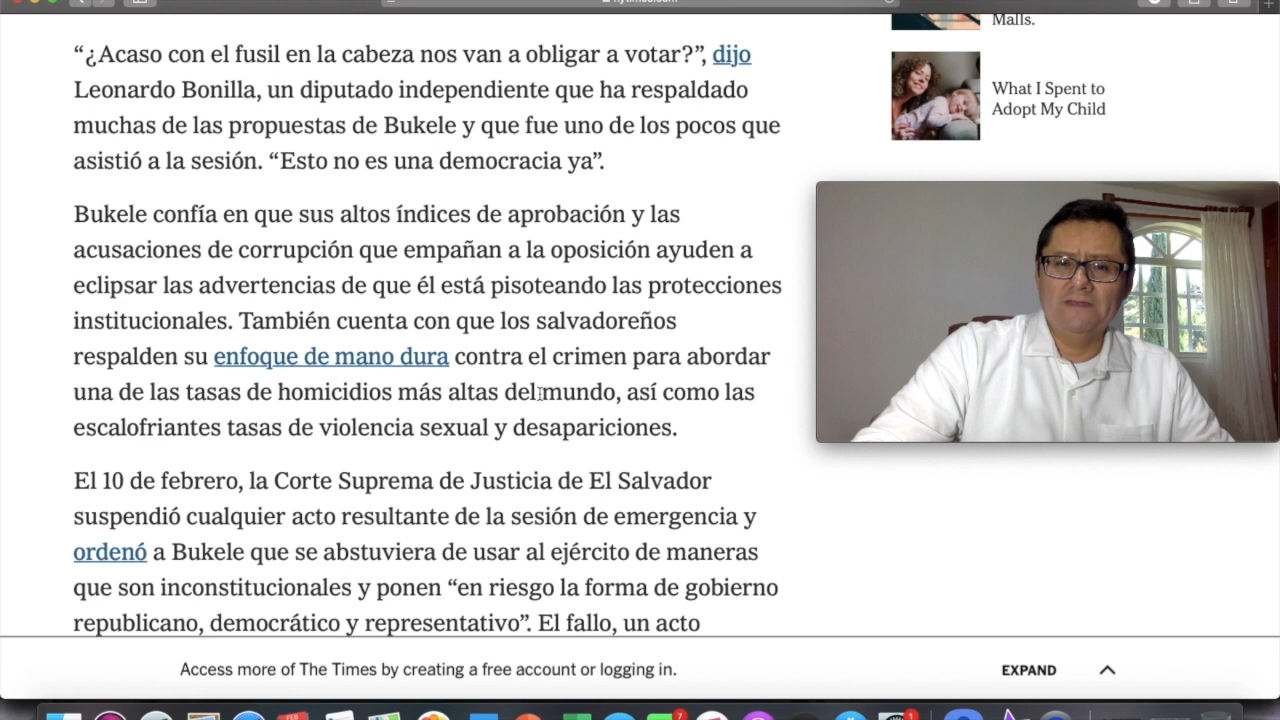 “¿Acaso con el fusil en la cabeza nos van a obligar a votar?”, dijo
Leonardo Bonilla, un diputado independiente que ha respaldado
muchas de las propuestas de Bukele y que fue uno de los pocos que
asistió a la sesión. “Esto no es una democracia ya”.
Bukele confía en que sus altos índices de aprobación y las
acusaciones de corrupción que empañan a la oposición ayuden a
eclipsar las advertencias de que él está pisoteando las protecciones
institucionales. También cuenta con que los salvadoreños
respalden su enfoque de mano dura contra el crimen para abordar
una de las tasas de homicidios más altas del mundo, así como las
escalofriantes tasas de violencia sexual y desapariciones.
El 10 de febrero, la Corte Suprema de Justicia de El Salvador
suspendió cualquier acto resultante de la sesión de emergencia y
ordenó a Bukele que se abstuviera de usar al ejército de maneras
que son inconstitucionales y ponen “en riesgo la forma de gobierno
republicano, democrático y representativo”. El fallo, un acto
Malls.
What I Spent to
Adopt My Child
Access more of The Times by creating a free account or logging in.
EXPAND
7
1